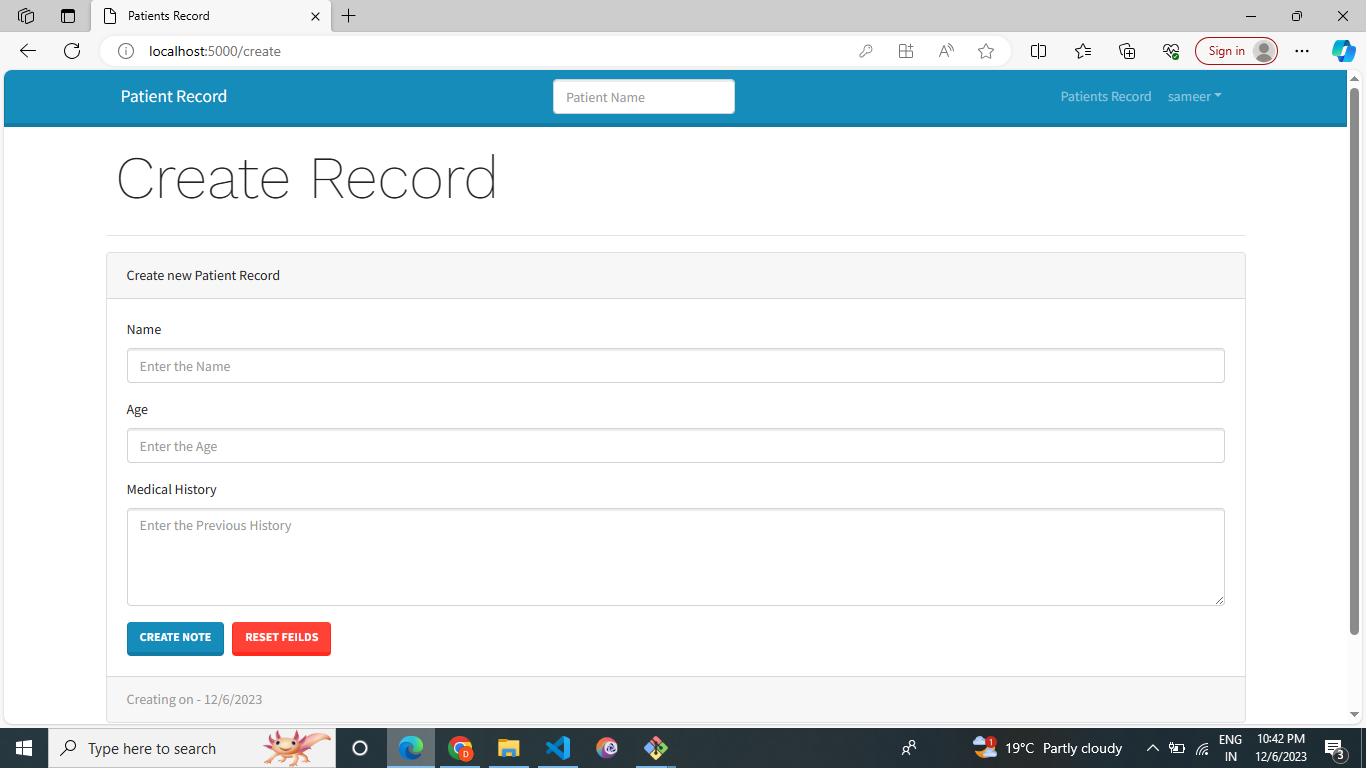 Patients Record
localhost:5000/create
Sign in
Patient Record
Patient Name
Patients Record
sameer
Create Record
Create new Patient Record
Name
Enter the Name
Age
Enter the Age
Medical History
Enter the Previous History
CREATE NOTE
RESET FEILDS
Creating on - 12/6/2023
Type here to search
D
1
19°C Partly cloudy
ENG
IN
10:42 PM
12/6/2023
3